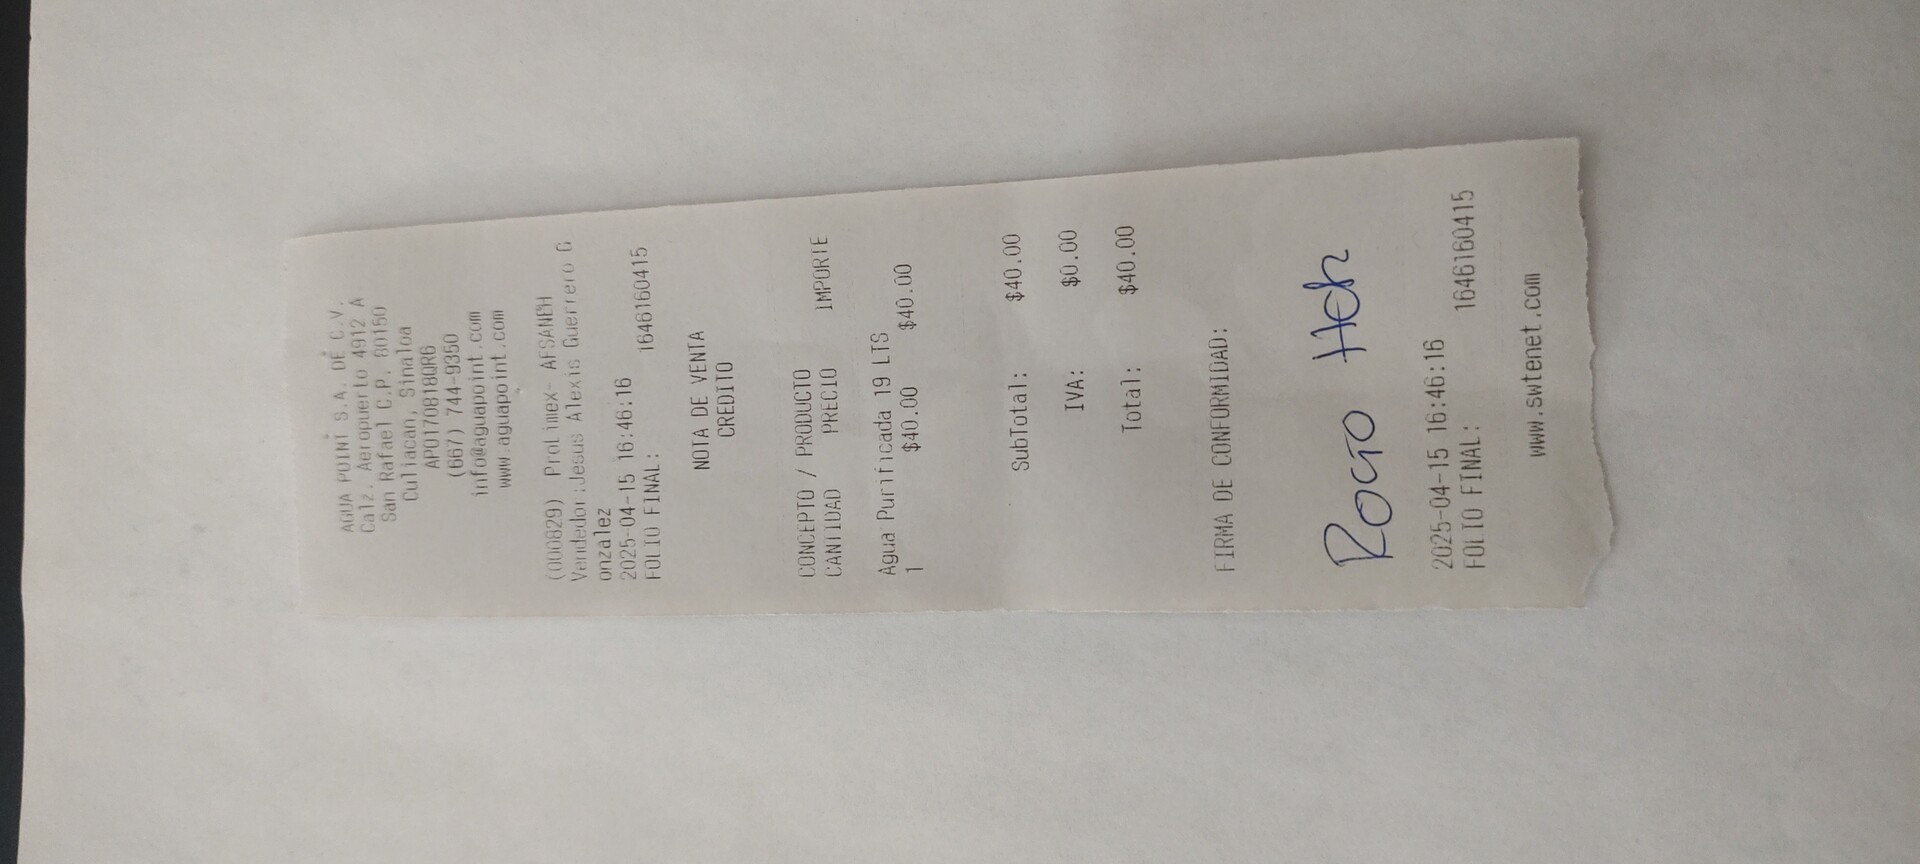 AGUA POINT S.A. DE C.V.
Calz. Aeropuerto 4912 A
San Rafael C.P. 80150
Culiacan, Sinaloa
APO170818QR6
(667) 744-9350
info@aguapoint.com
www.aguapoint.com
(000829) Prolimex- AFSANEH
Vendedor:Jesus Alexis Guerrero G
onzalez
2025-04-15 16:46:16
FOLIO FINAL: 1646160415
NOTA DE VENTA
CREDITO
CONCEPTO / PRODUCTO
CANTIDAD PRECIO IMPORTE
Agua Purificada 19 LTS
1 $40.00 $40.00
SubTotal: $40.00
IVA: $0.00
Total: $40.00
FIRMA DE CONFORMIDAD:
Rocio
2025-04-15 16:46:16
FOLIO FINAL: 1646160415
www.swtenet.com